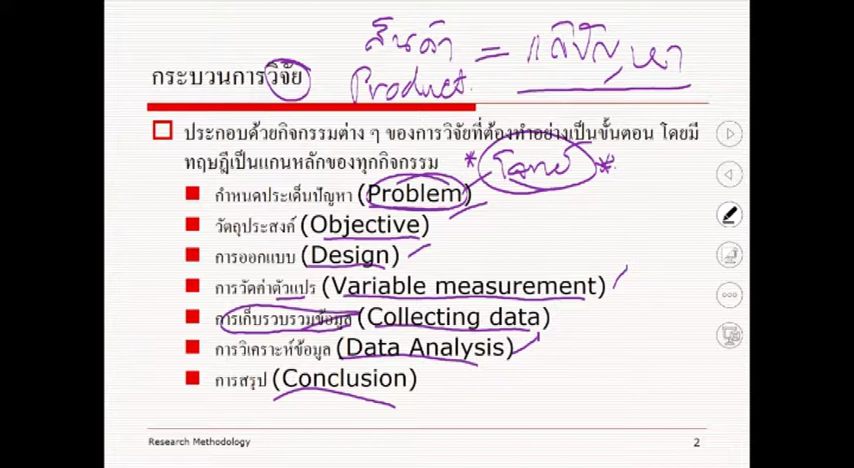 สินค้า = แก้ปัญหา
Product
กระบวนการวิจัย
ประกอบด้วยกิจกรรมต่าง ๆ ของการวิจัยที่ต้องทำอย่างเป็นขั้นตอน โดยมี
ทฤษฎีเป็นแกนหลักของทุกกิจกรรม
* โจทย์ *
กำหนดประเด็นปัญหา (Problem)
วัตถุประสงค์ (Objective)
การออกแบบ (Design)
การวัดค่าตัวแปร (Variable measurement)
การเก็บรวบรวมข้อมูล (Collecting data)
การวิเคราะห์ข้อมูล (Data Analysis)
การสรุป (Conclusion)
Research Methodology 2